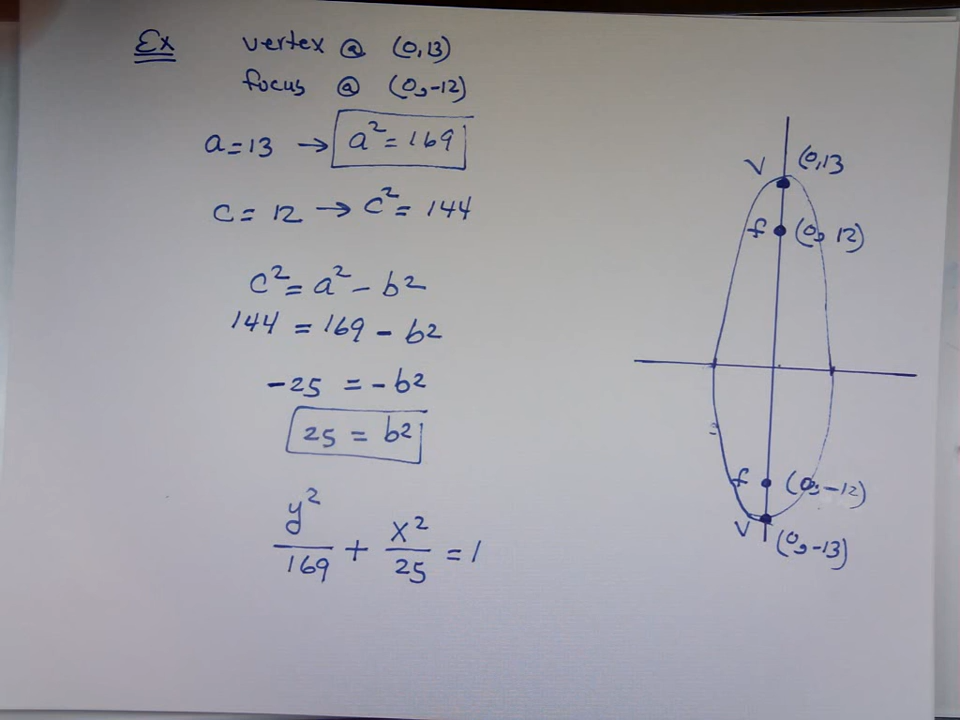 Ex vertex @ (0,13)
focus @ (0,-12)
a=13 → a²=169
c= 12 → c²= 144
c²= a²- b²
144 = 169 - b²
-25 = -b²
25 = b²
y²/169 + x²/25 = 1
V (0,13
f (0, 12)
f (0,-12)
V (0,-13)